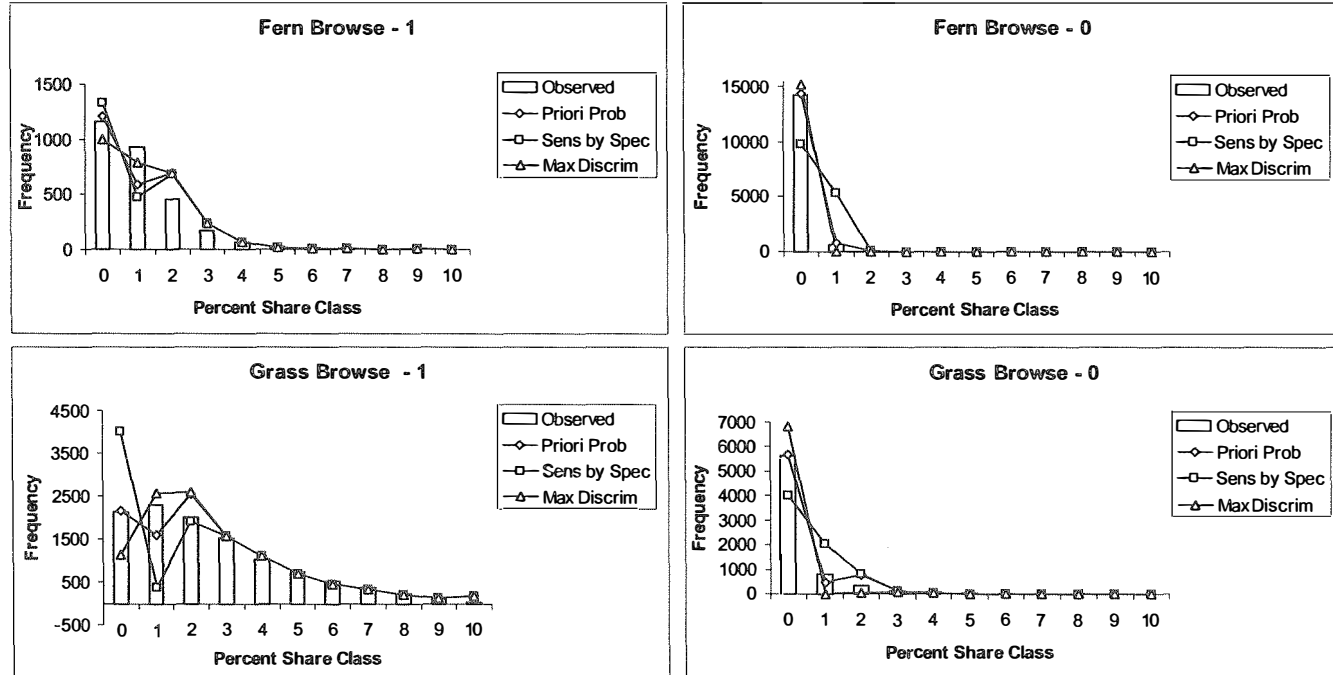 Fern Browse - 1
1500
1000
500
0
Frequency
0 1 2 3 4 5 6 7 8 9 10
Percent Share Class
Observed
Priori Prob
Sens by Spec
Max Discrim
Fern Browse - 0
15000
10000
5000
0
Frequency
0 1 2 3 4 5 6 7 8 9 10
Percent Share Class
Observed
Priori Prob
Sens by Spec
Max Discrim
Grass Browse - 1
4500
3500
2500
1500
500
-500
Frequency
0 1 2 3 4 5 6 7 8 9 10
Percent Share Class
Observed
Priori Prob
Sens by Spec
Max Discrim
Grass Browse - 0
7000
6000
5000
4000
3000
2000
1000
0
Frequency
0 1 2 3 4 5 6 7 8 9 10
Percent Share Class
Observed
Priori Prob
Sens by Spec
Max Discrim